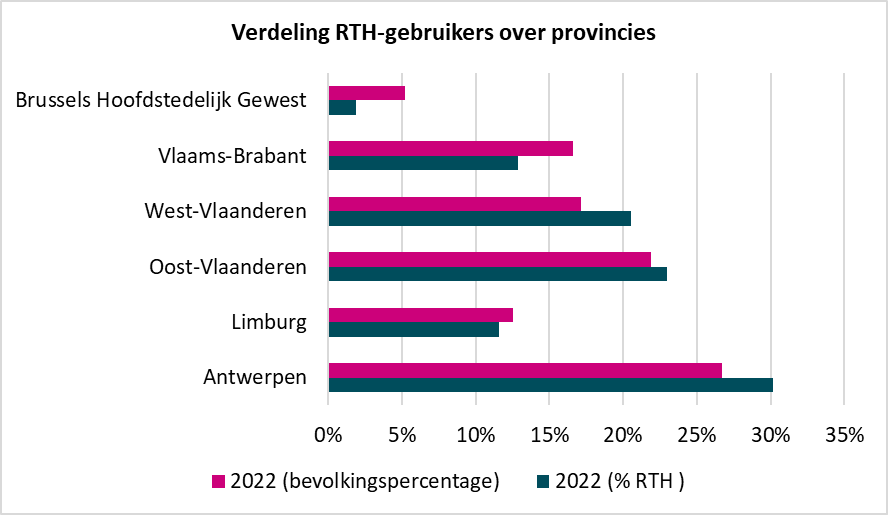 Verdeling RTH-gebruikers over provincies
Brussels Hoofdstedelijk Gewest
Vlaams-Brabant
West-Vlaanderen
Oost-Vlaanderen
Limburg
Antwerpen
0% 5% 10% 15% 20% 25% 30% 35%
2022 (bevolkingspercentage) 2022 (% RTH )